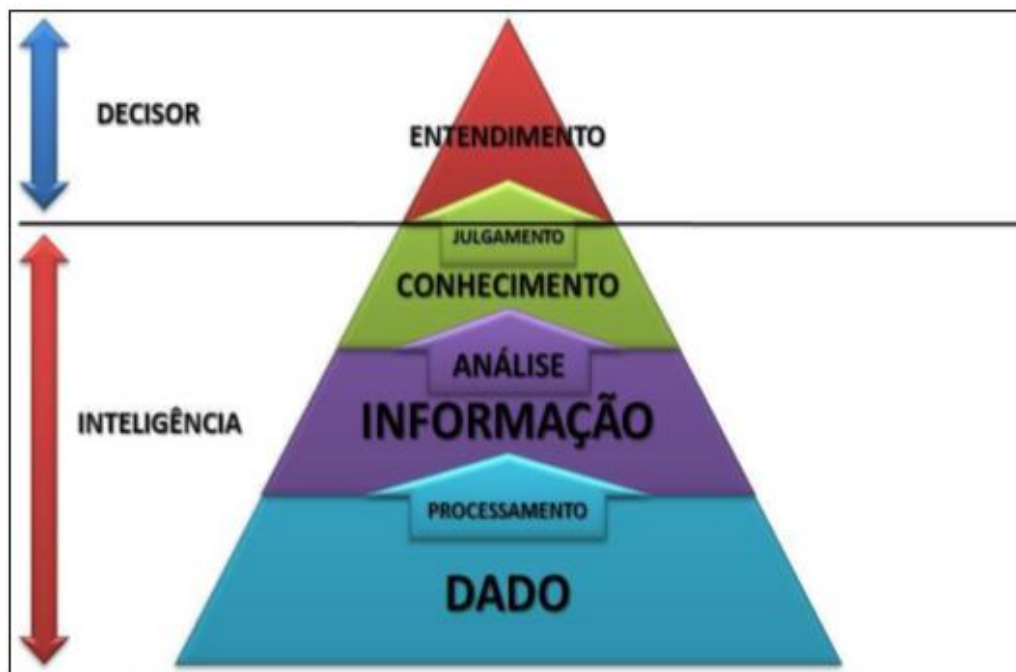 DECISOR
ENTENDIMENTO
JULGAMENTO
CONHECIMENTO
ANÁLISE
INFORMAÇÃO
INTELIGÊNCIA
PROCESSAMENTO
DADO